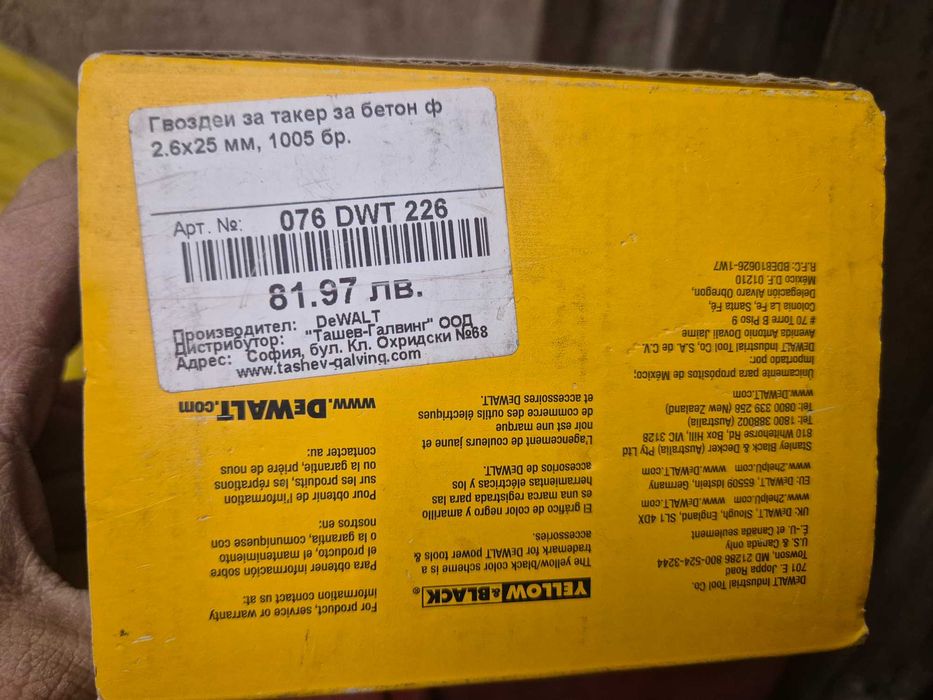 Гвоздеи за такер за бетон ф
2.6x25 мм, 1005 бр.
Арт. №: 076 DWT 226
81.97 лв.
Производител: DeWALT
Дистрибутор: "Ташев-Галвинг" ООД
Адрес: София, бул. Кл. Охридски №68
www.tashev-galving.com
For product, service or warranty
information contact us at:
Para obtener información sobre
el producto, el mantenimiento
o la garantía, comuníquese con
nostros en:
Pour obtenir de l'information
sur les produits, les réparations
ou la garantie, de prière de nous
contacter au:
www.DEWALT.com
YELLOW & BLACK®
The yellow/black color scheme is a
trademark for DEWALT power tools &
accessories.
El gráfico de color negro y amarillo
es una marca registrada para las
herramientas eléctricas y los
accesorios de DEWALT.
L'agencement de couleurs jaune et
noir est une marque
de commerce des outils électriques
et accessoires DEWALT.
DEWALT Industrial Tool Co
701 E. Joppa Road
Towson, MD 21286 800-524-3244
U.S. & Canada only
É.-U. et Canada seulement
UK: DEWALT, Slough, England, SL1 4DX
www.2helpU.com www.DEWALT.com
EU: DEWALT, 65509 Idstein, Germany
www.2helpU.com www.DEWALT.com
Stanley Black & Decker (Australia) Pty Ltd
810 Whitehorse Rd, Box Hill, VIC 3128
Tel: 1800 388002 (Australia)
Tel: 0800 339 258 (New Zealand)
www.DEWALT.com
Únicamente de propósitos para México;
Importado por:
DEWALT Industrial Tool Co, S.A. de C.V.
Avenida Antonio Dovali Jaime
# 70 Torre B Piso 9
Colonia La Fe, Santa Fé,
Delegación Alvaro Obregon,
México D.F. 01210
R.F.C: BDE810626-1W7